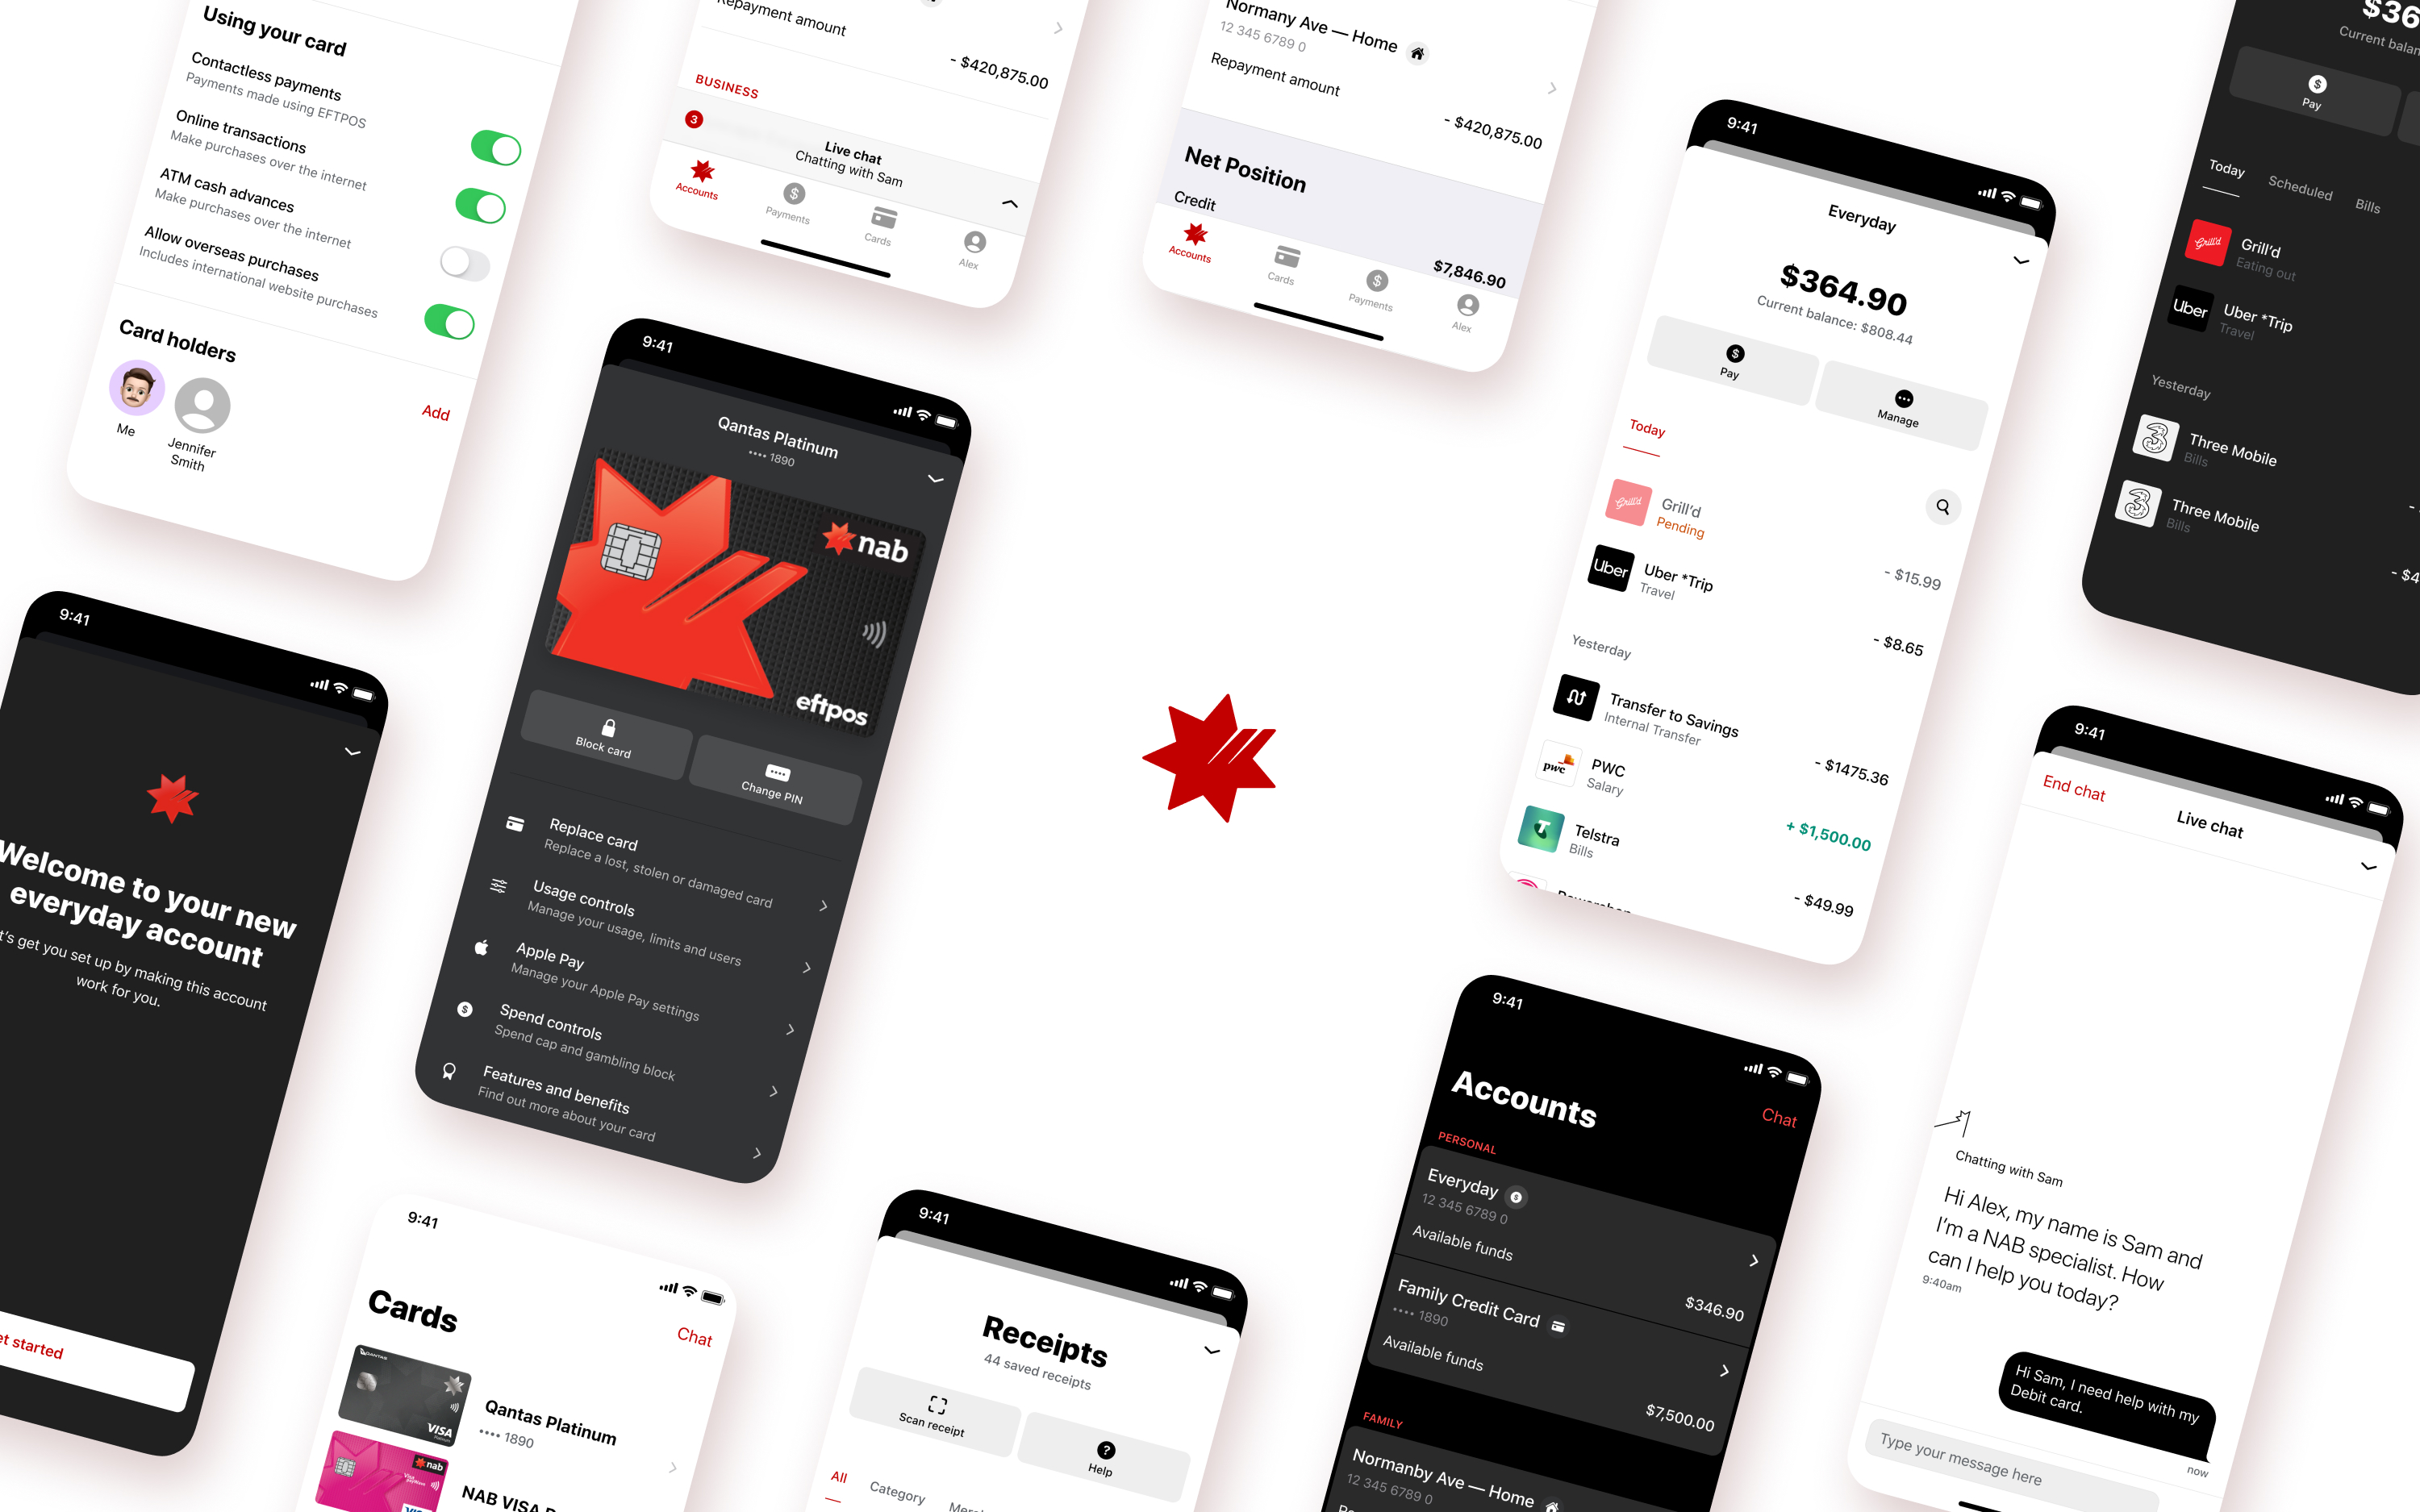 Using your card
Contactless payments
Payments made using EFTPOS
Online transactions
Make purchases over the internet
ATM cash advances
Make purchases over the internet
Allow overseas purchases
Includes international website purchases
Card holders
Add
Me
Jennifer
Smith
Repayment amount
- $420,875.00
BUSINESS
3
Live chat
Chatting with Sam
Accounts
Payments
Cards
Alex
Normany Ave — Home
12 345 6789 0
Repayment amount
- $420,875.00
Net Position
Credit
$7,846.90
Accounts
Cards
Payments
Alex
9:41
Everyday
$364.90
Current balance: $808.44
$
Pay
Manage
Today
Grill'd
Grill'd
Pending
- $15.99
Uber
Uber *Trip
Travel
- $8.65
Yesterday
Transfer to Savings
Internal Transfer
- $1475.36
pwc
PWC
Salary
+ $1,500.00
T
Telstra
Bills
- $49.99
$36
Current balan
$
Pay
Today
Scheduled
Bills
Grill'd
Grill'd
Eating out
Uber
Uber *Trip
Travel
Yesterday
3
Three Mobile
Bills
3
Three Mobile
Bills
- $4
9:41
Welcome to your new
everyday account
t's get you set up by making this account
work for you.
et started
9:41
Qantas Platinum
•••• 1890
nab
eftpos
Block card
Change PIN
Replace card
Replace a lost, stolen or damaged card
Usage controls
Manage your usage, limits and users
Apple Pay
Manage your Apple Pay settings
$
Spend controls
Spend cap and gambling block
Features and benefits
Find out more about your card
9:41
Cards
Chat
QANTAS
VISA
Platinum
Qantas Platinum
•••• 1890
nab
Visa
payWave
NAB VISA
9:41
Receipts
44 saved receipts
Scan receipt
?
Help
All
Category
9:41
Accounts
Chat
PERSONAL
Everyday
$
12 345 6789 0
Available funds
$346.90
Family Credit Card
•••• 1890
Available funds
$7,500.00
FAMILY
Normanby Ave — Home
12 345 6789 0
9:41
End chat
Live chat
Chatting with Sam
Hi Alex, my name is Sam and
I'm a NAB specialist. How
can I help you today?
9:40am
Hi Sam, I need help with my
Debit card.
now
Type your message here